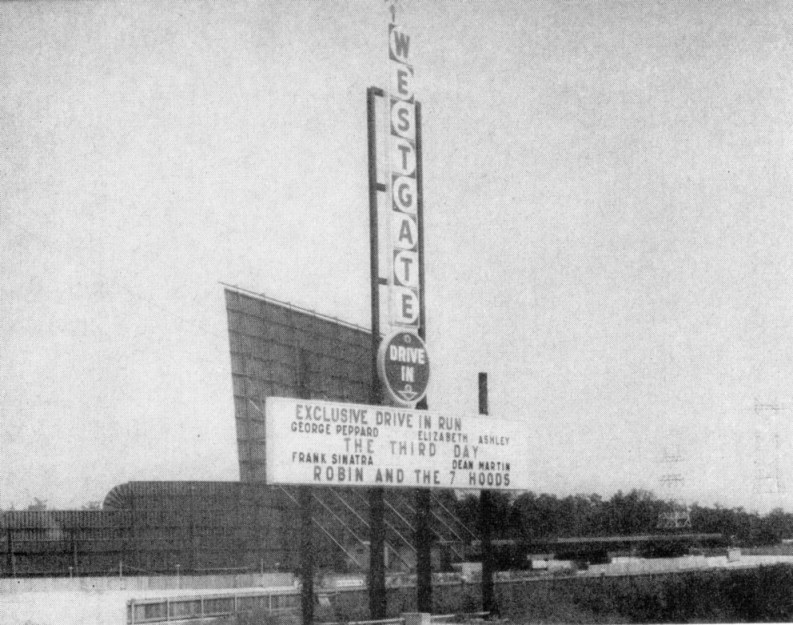 WESTGATE
DRIVE
IN
EXCLUSIVE DRIVE IN RUN
GEORGE PEPPARD ELIZABETH ASHLEY
THE THIRD DAY
FRANK SINATRA DEAN MARTIN
ROBIN AND THE 7 HOODS